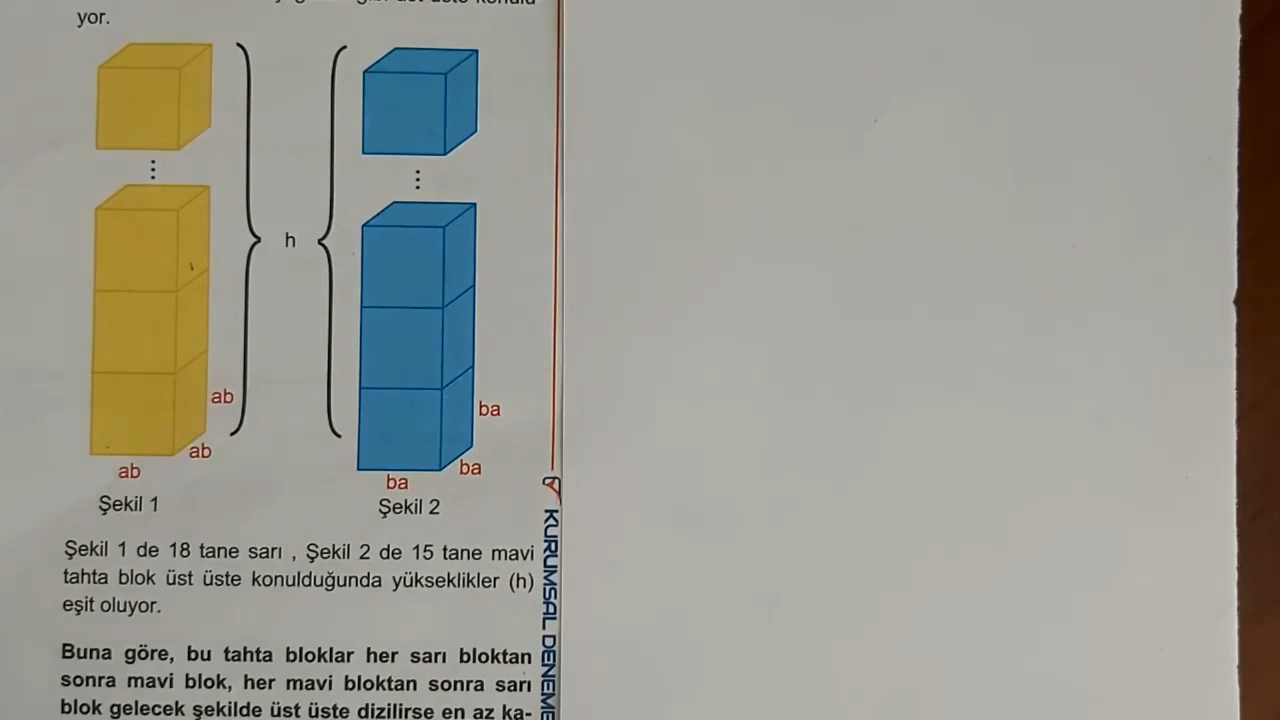 yor.
h
ab
ab
ab
ba
ba
ba
Şekil 1
Şekil 2
Şekil 1 de 18 tane sarı , Şekil 2 de 15 tane mavi
tahta blok üst üste konulduğunda yükseklikler (h)
eşit oluyor.
Buna göre, bu tahta bloklar her sarı bloktan
sonra mavi blok, her mavi bloktan sonra sarı
blok gelecek şekilde üst üste dizilirse en az ka-
KURUMSAL DENEME